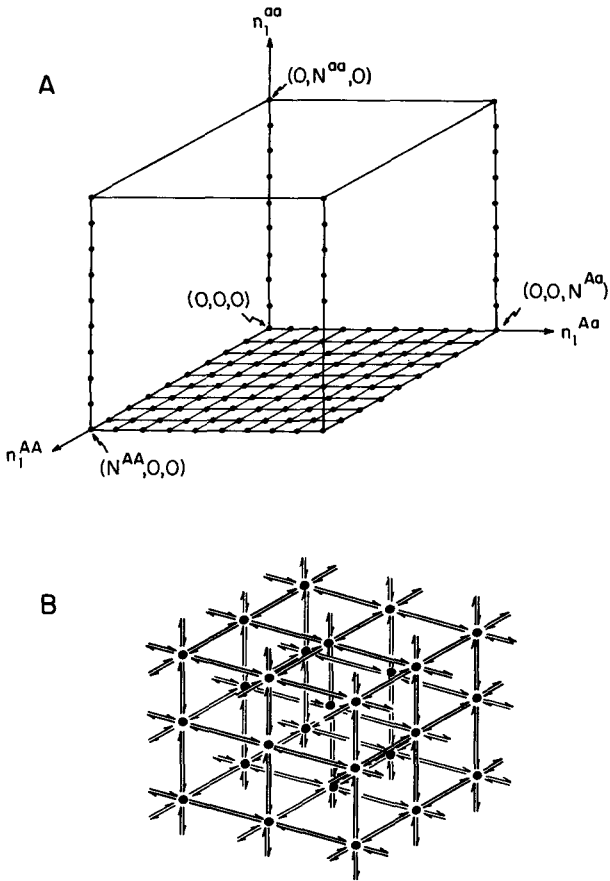 n₁ᵃᵃ
A
(0,Nᵃᵃ,0)
(0,0,0)
(0,0,Nᴬᵃ)
n₁ᴬᵃ
n₁ᴬᴬ
(Nᴬᴬ,0,0)
B